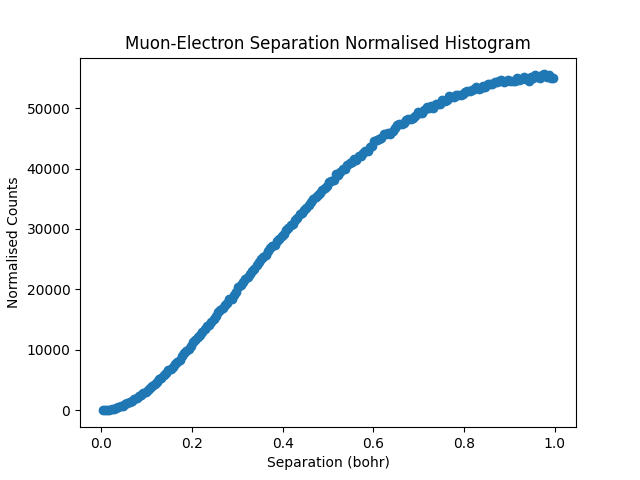 Muon-Electron Separation Normalised Histogram
Normalised Counts
50000
40000
30000
20000
10000
0
0.0 0.2 0.4 0.6 0.8 1.0
Separation (bohr)